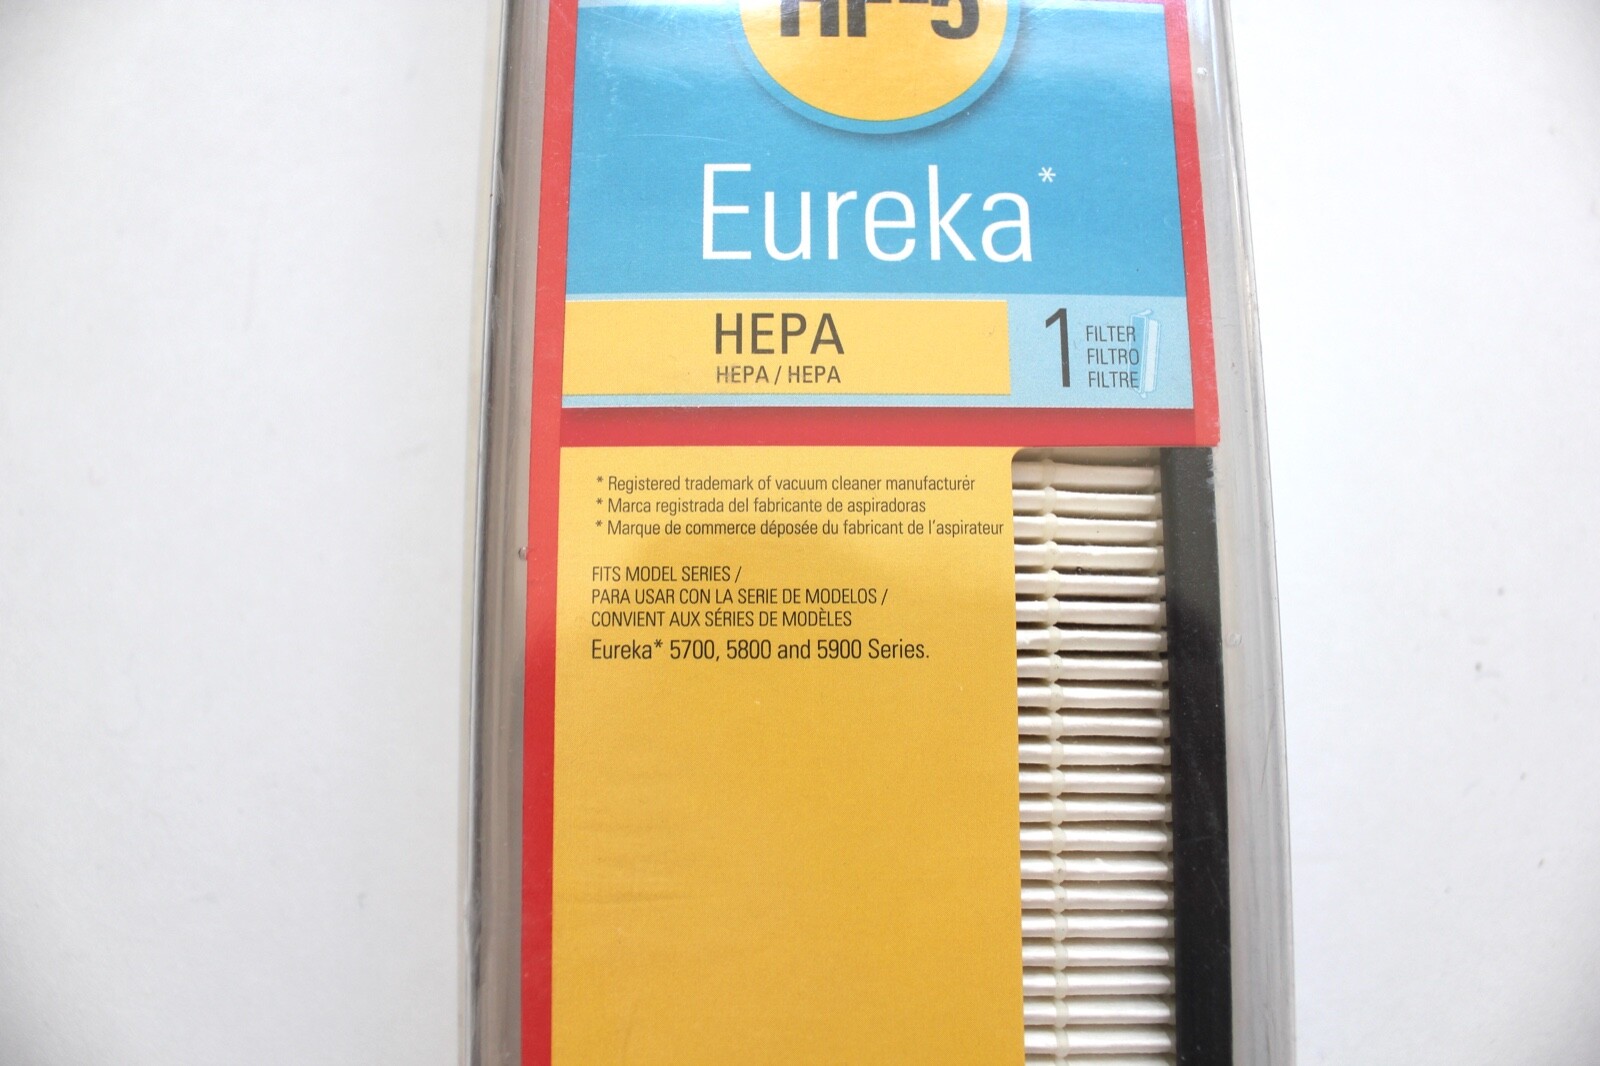 HF-5
Eureka*
HEPA
HEPA / HEPA
1 FILTER
FILTRO
FILTRE
* Registered trademark of vacuum cleaner manufacturer
* Marca registrada del fabricante de aspiradoras
* Marque de commerce déposée du fabricant de l'aspirateur
FITS MODEL SERIES /
PARA USAR CON LA SERIE DE MODELOS /
CONVIENT AUX SÉRIES DE MODÈLES
Eureka* 5700, 5800 and 5900 Series.